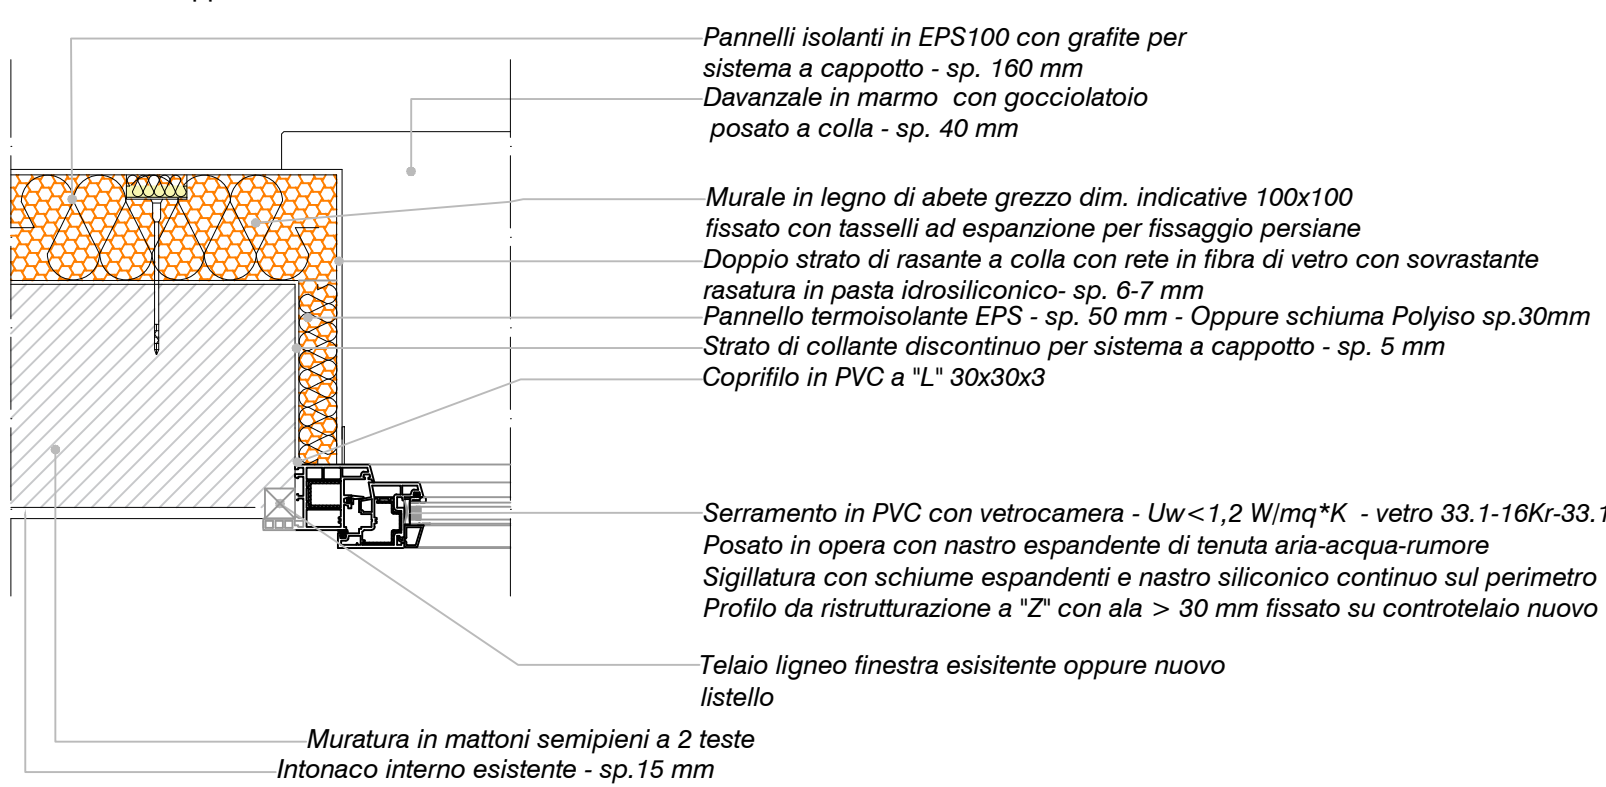 Pannelli isolanti in EPS100 con grafite per
sistema a cappotto - sp. 160 mm
Davanzale in marmo  con gocciolatoio
posato a colla - sp. 40 mm
Murale in legno di abete grezzo dim. indicative 100x100
fissato con tasselli ad espanzione per fissaggio persiane
Doppio strato di rasante a colla con rete in fibra di vetro con sovrastante
rasatura in pasta idrosiliconico- sp. 6-7 mm
Pannello termoisolante EPS - sp. 50 mm - Oppure schiuma Polyiso sp.30mm
Strato di collante discontinuo per sistema a cappotto - sp. 5 mm
Coprifilo in PVC a "L" 30x30x3
Serramento in PVC con vetrocamera - Uw<1,2 W/mq*K  - vetro 33.1-16Kr-33.1
Posato in opera con nastro espandente di tenuta aria-acqua-rumore
Sigillatura con schiume espandenti e nastro siliconico continuo sul perimetro
Profilo da ristrutturazione a "Z" con ala > 30 mm fissato su controtelaio nuovo
Telaio ligneo finestra esisitente oppure nuovo
listello
Muratura in mattoni semipieni a 2 teste
Intonaco interno esistente - sp.15 mm